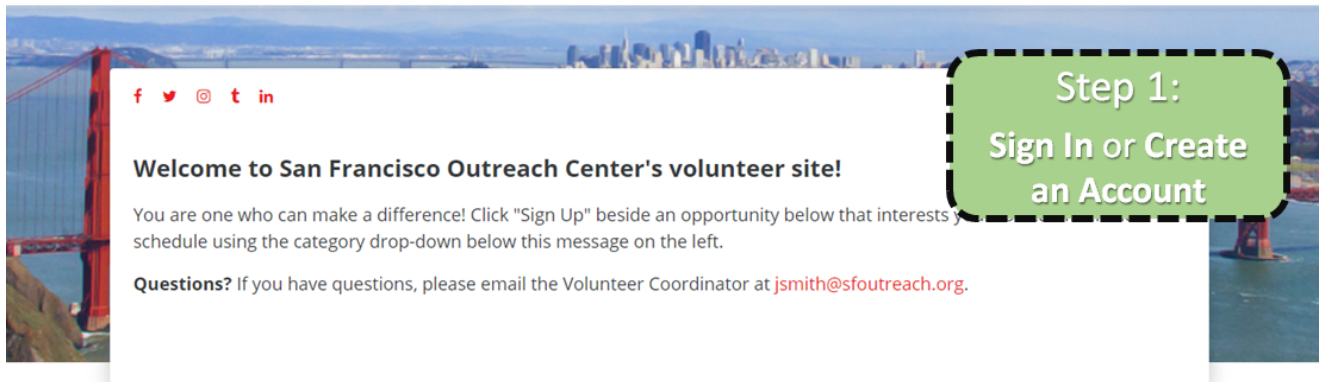 Step 1:
Sign In or Create
an Account
Welcome to San Francisco Outreach Center's volunteer site!
You are one who can make a difference! Click "Sign Up" beside an opportunity below that interests
schedule using the category drop-down below this message on the left.
Questions? If you have questions, please email the Volunteer Coordinator at jsmith@sfoutreach.org.